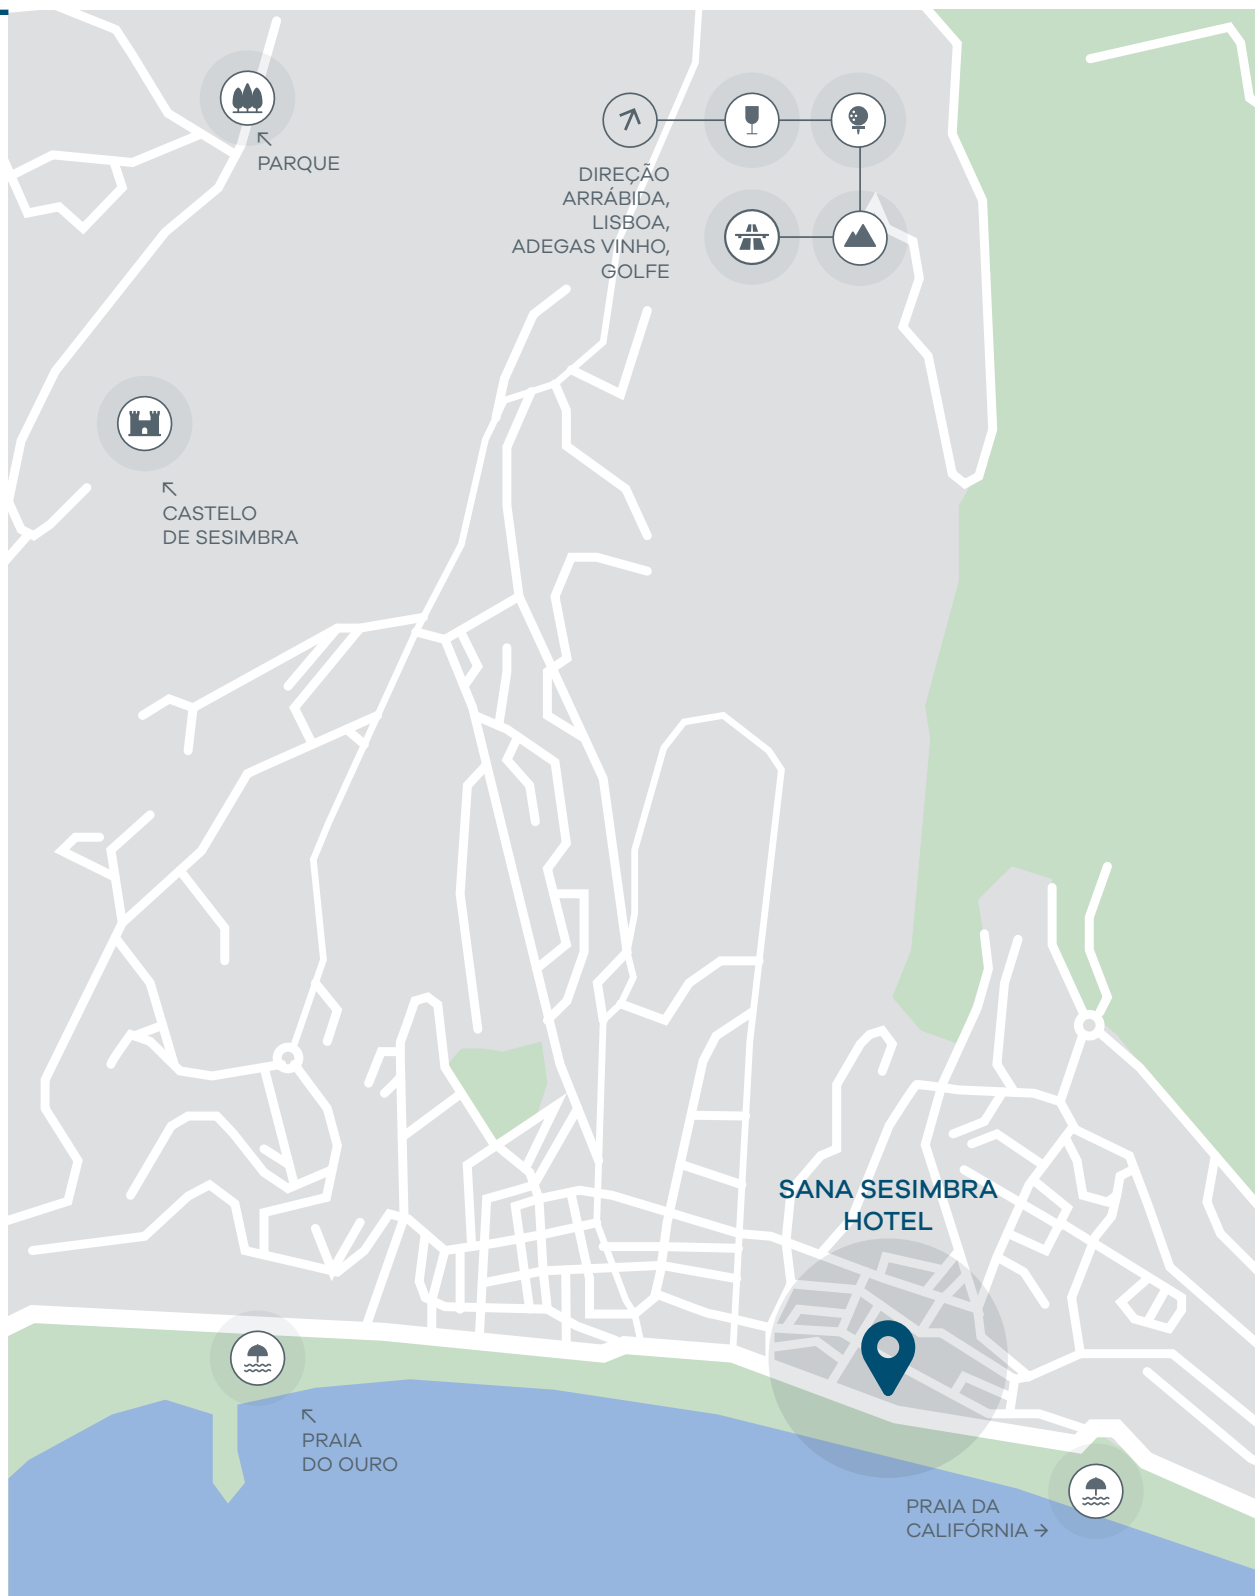 PARQUE
DIREÇÃO
ARRÁBIDA,
LISBOA,
ADEGAS VINHO,
GOLFE
CASTELO
DE SESIMBRA
SANA SESIMBRA
HOTEL
PRAIA
DO OURO
PRAIA DA
CALIFÓRNIA →